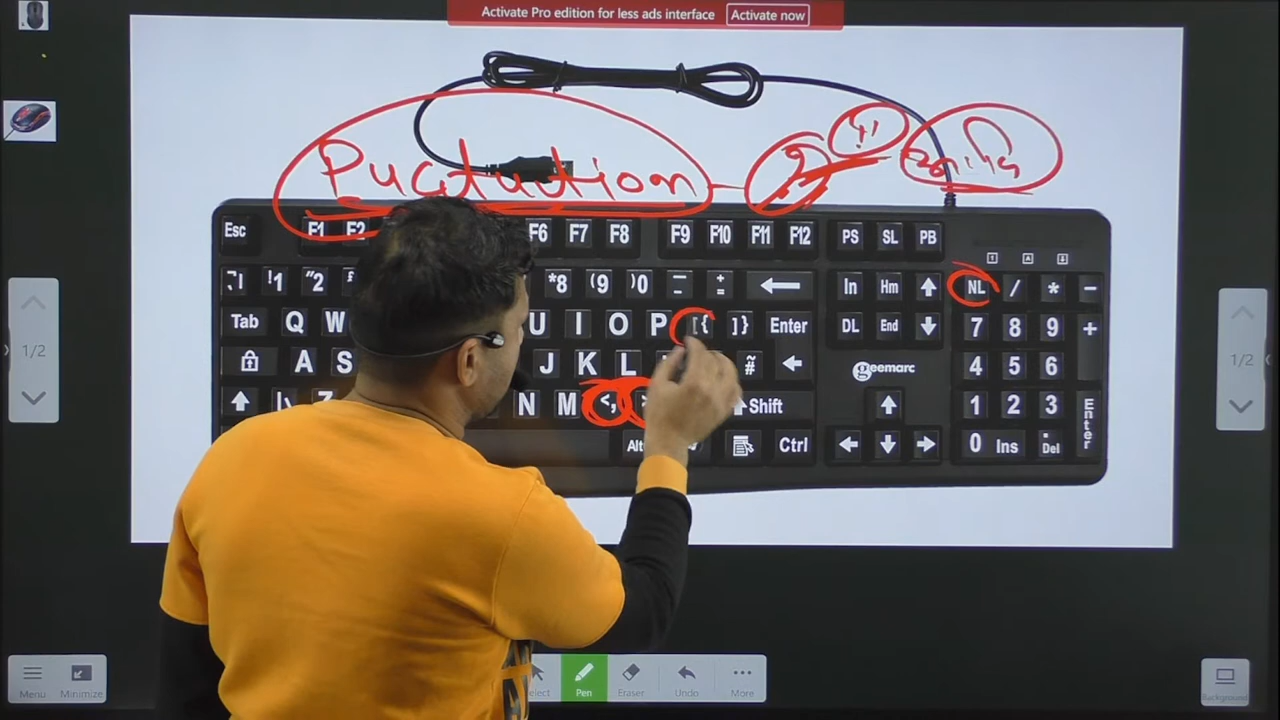 Activate Pro edition for less ads interface Activate now
Puctuction -
Esc F1 F2 F6 F7 F8 F9 F10 F11 F12 PS SL PB
!1 "2 *8 (9 )0 In Hm NL / * -
Tab Q W U I O P [{ ]} Enter DL End 7 8 9 +
A S J K L ~# geemarc 4 5 6
N M <, Shift 1 2 3 Enter
Alt Ctrl 0 Ins .Del
1/2
1/2
Menu Minimize Pen Eraser Undo More Background